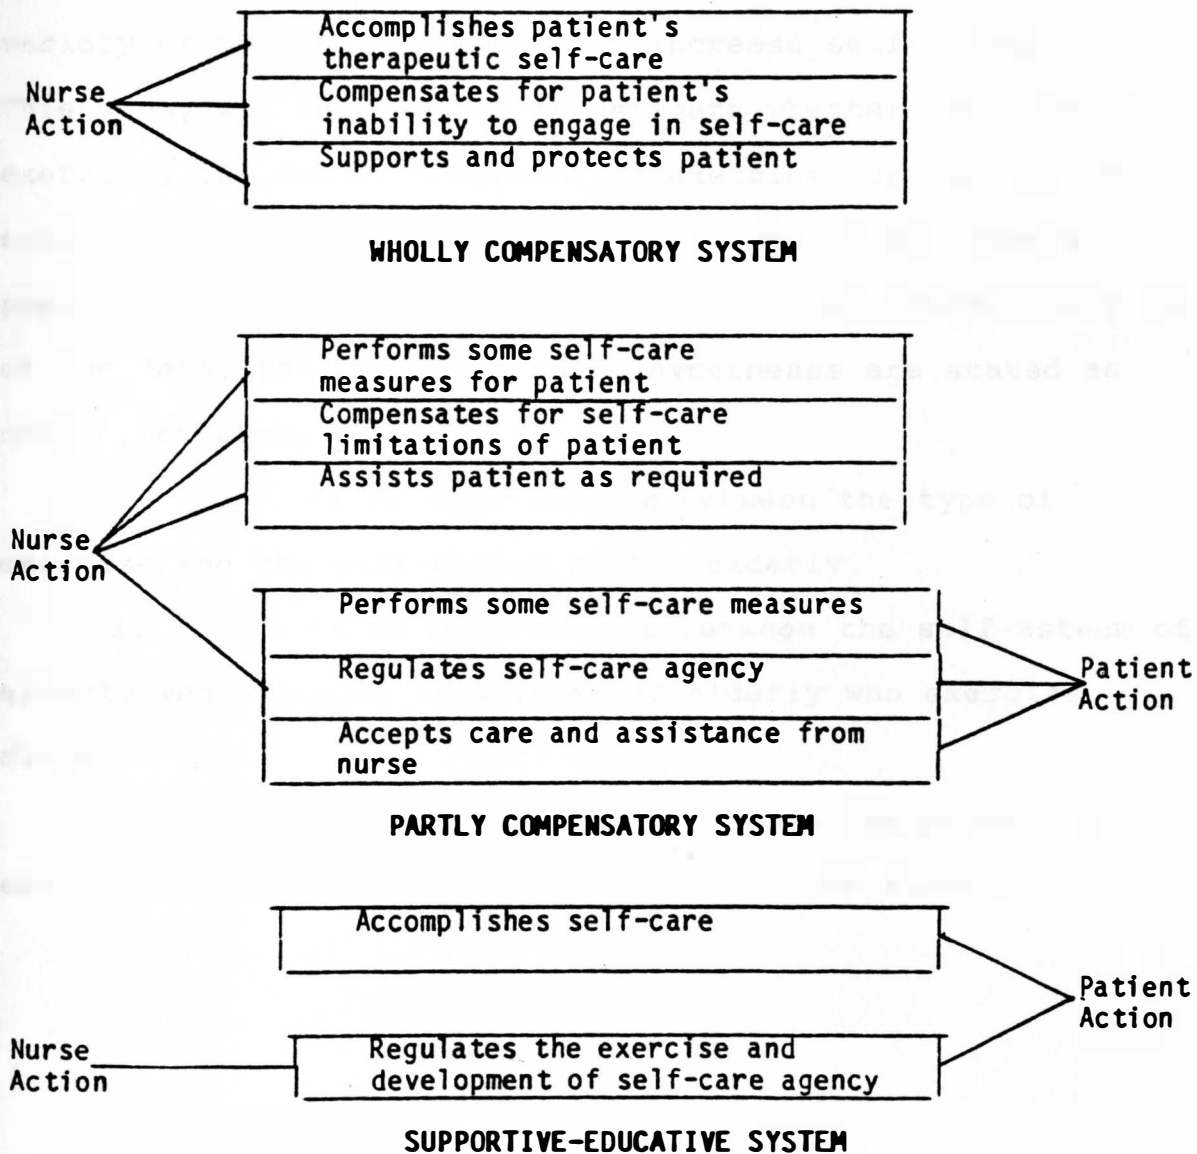 Accomplishes patient's
therapeutic self-care
Nurse
Action
Compensates for patient's
inability to engage in self-care
Supports and protects patient
WHOLLY COMPENSATORY SYSTEM
Performs some self-care
measures for patient
Compensates for self-care
limitations of patient
Assists patient as required
Nurse
Action
Performs some self-care measures
Regulates self-care agency
Accepts care and assistance from
nurse
Patient
Action
PARTLY COMPENSATORY SYSTEM
Accomplishes self-care
Patient
Action
Nurse
Action
Regulates the exercise and
development of self-care agency
SUPPORTIVE-EDUCATIVE SYSTEM